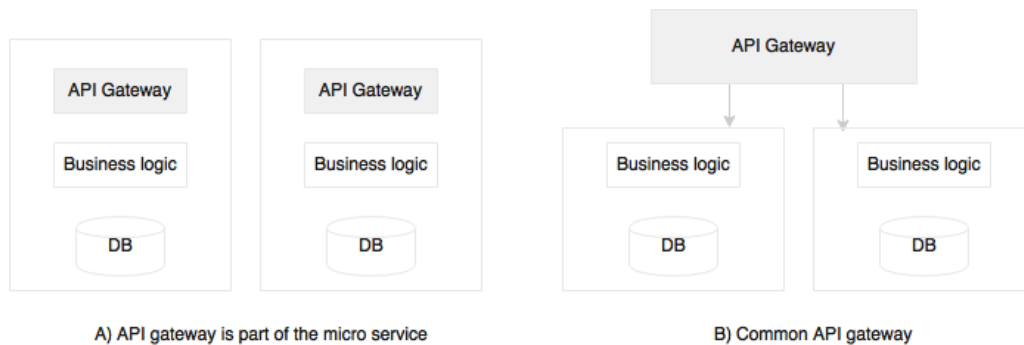 API Gateway
API Gateway
API Gateway
Business logic
Business logic
Business logic
Business logic
DB
DB
DB
DB
A) API gateway is part of the micro service
B) Common API gateway